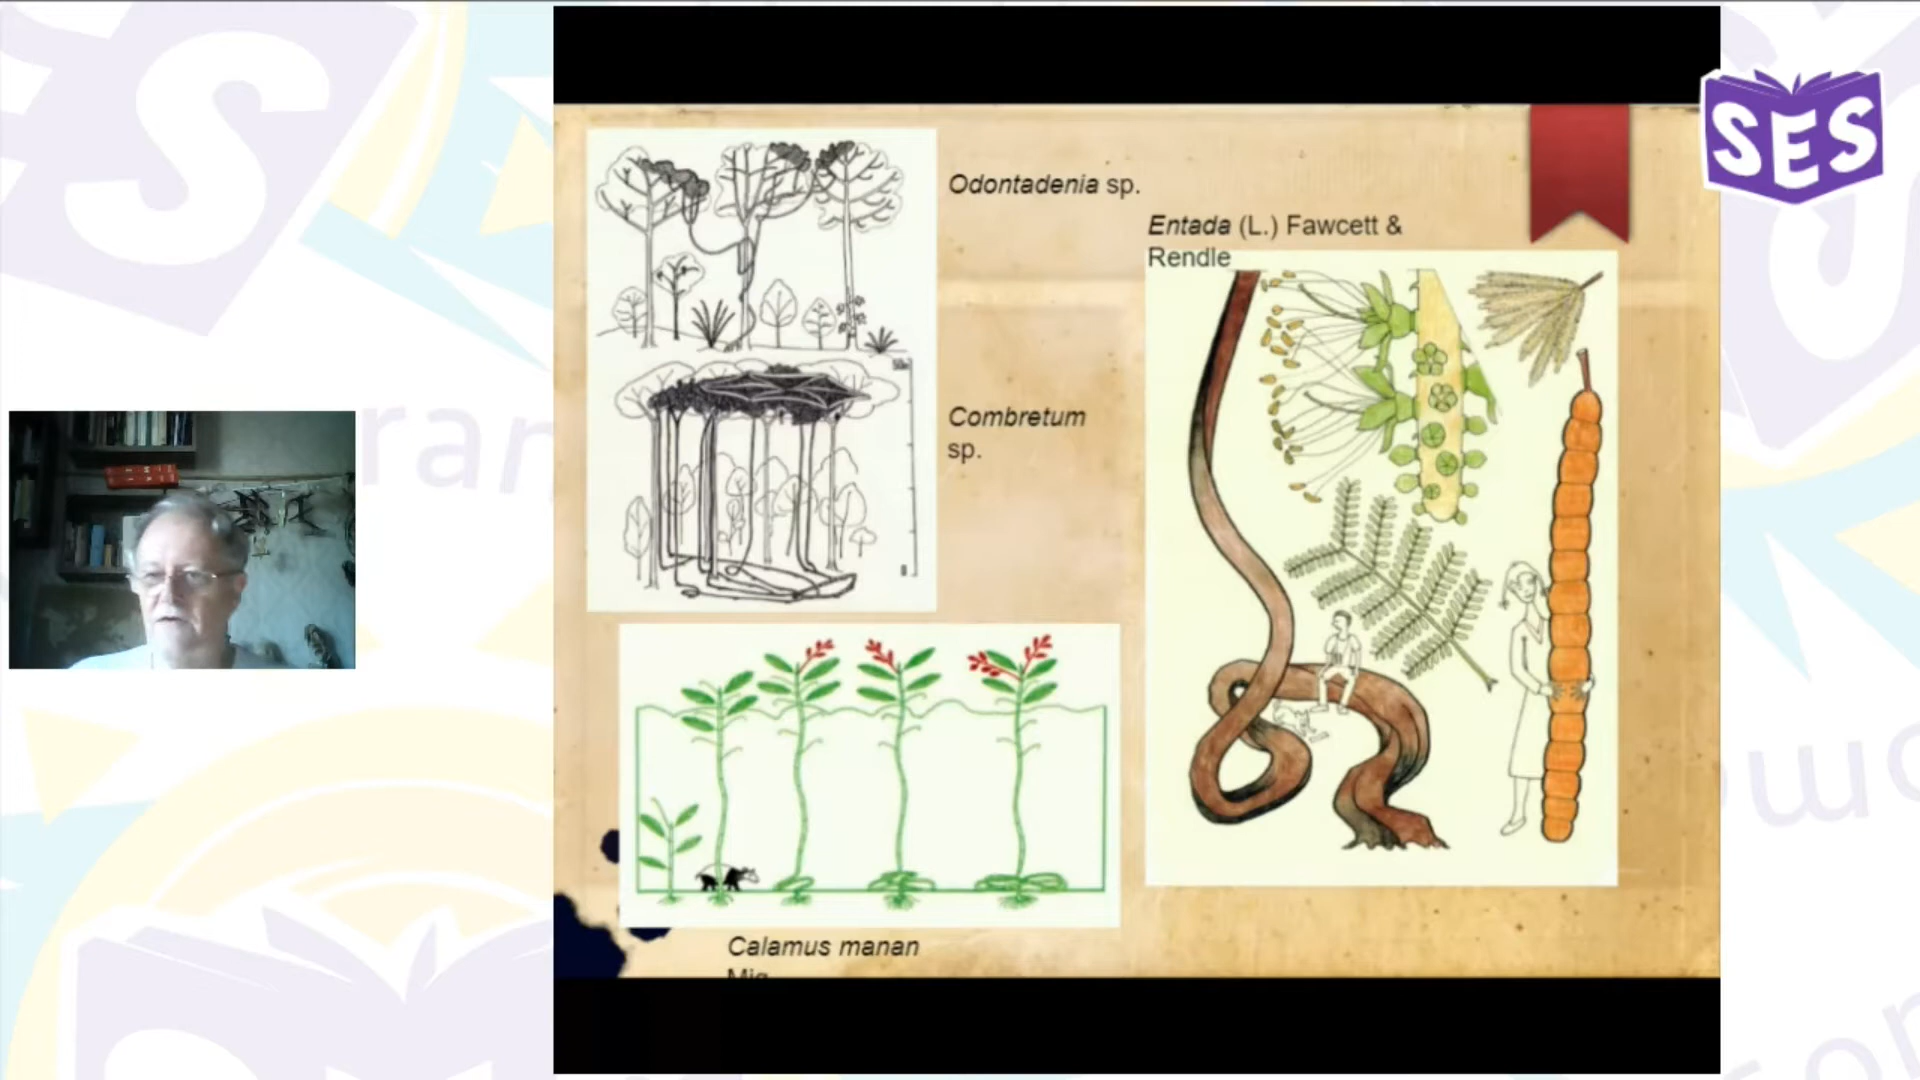 SES
Odontadenia sp.
Entada (L.) Fawcett &
Rendle
Combretum
sp.
Calamus manan